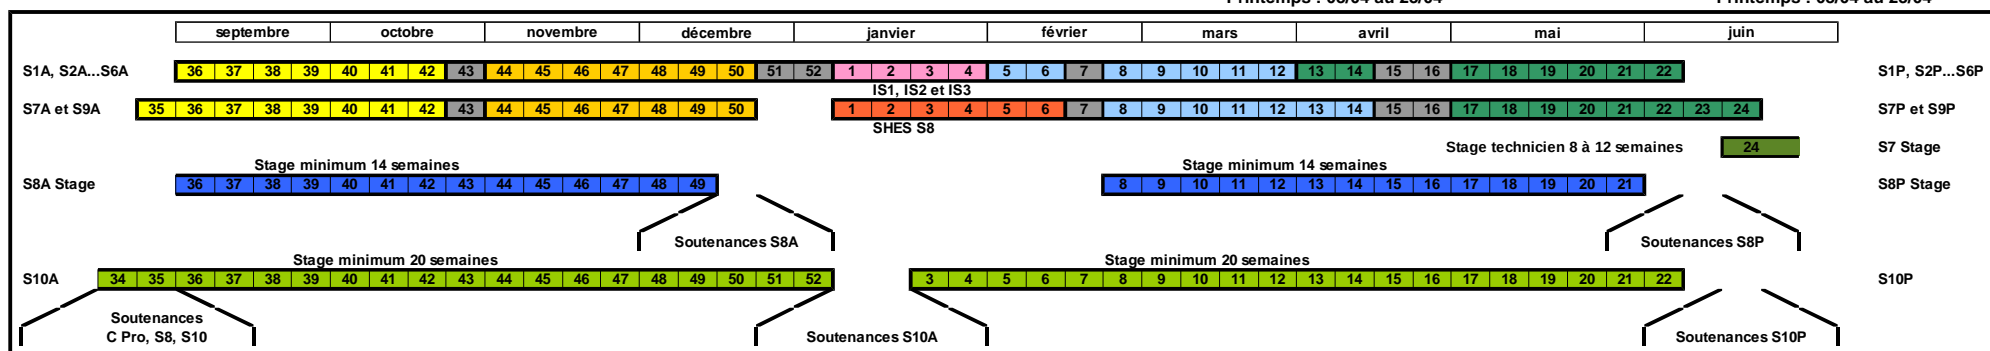 septembre octobre novembre décembre janvier février mars avril mai juin
S1A, S2A...S6A 36 37 38 39 40 41 42 43 44 45 46 47 48 49 50 51 52 1 2 3 4 5 6 7 8 9 10 11 12 13 14 15 16 17 18 19 20 21 22 S1P, S2P...S6P
IS1, IS2 et IS3
S7A et S9A 35 36 37 38 39 40 41 42 43 44 45 46 47 48 49 50 1 2 3 4 5 6 7 8 9 10 11 12 13 14 15 16 17 18 19 20 21 22 23 24 S7P et S9P
SHES S8
Stage technicien 8 à 12 semaines 24 S7 Stage
Stage minimum 14 semaines Stage minimum 14 semaines
S8A Stage 36 37 38 39 40 41 42 43 44 45 46 47 48 49 8 9 10 11 12 13 14 15 16 17 18 19 20 21 S8P Stage
Soutenances S8A Soutenances S8P
Stage minimum 20 semaines Stage minimum 20 semaines
S10A 34 35 36 37 38 39 40 41 42 43 44 45 46 47 48 49 50 51 52 3 4 5 6 7 8 9 10 11 12 13 14 15 16 17 18 19 20 21 22 S10P
Soutenances
C Pro, S8, S10 Soutenances S10A Soutenances S10P